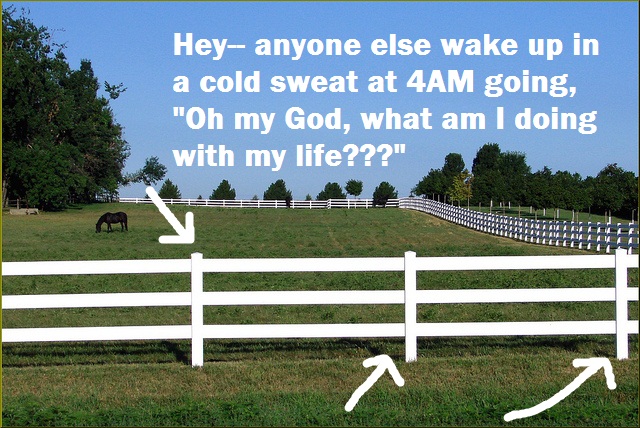 Hey-- anyone else wake up in
a cold sweat at 4AM going,
"Oh my God, what am I doing
with my life???"